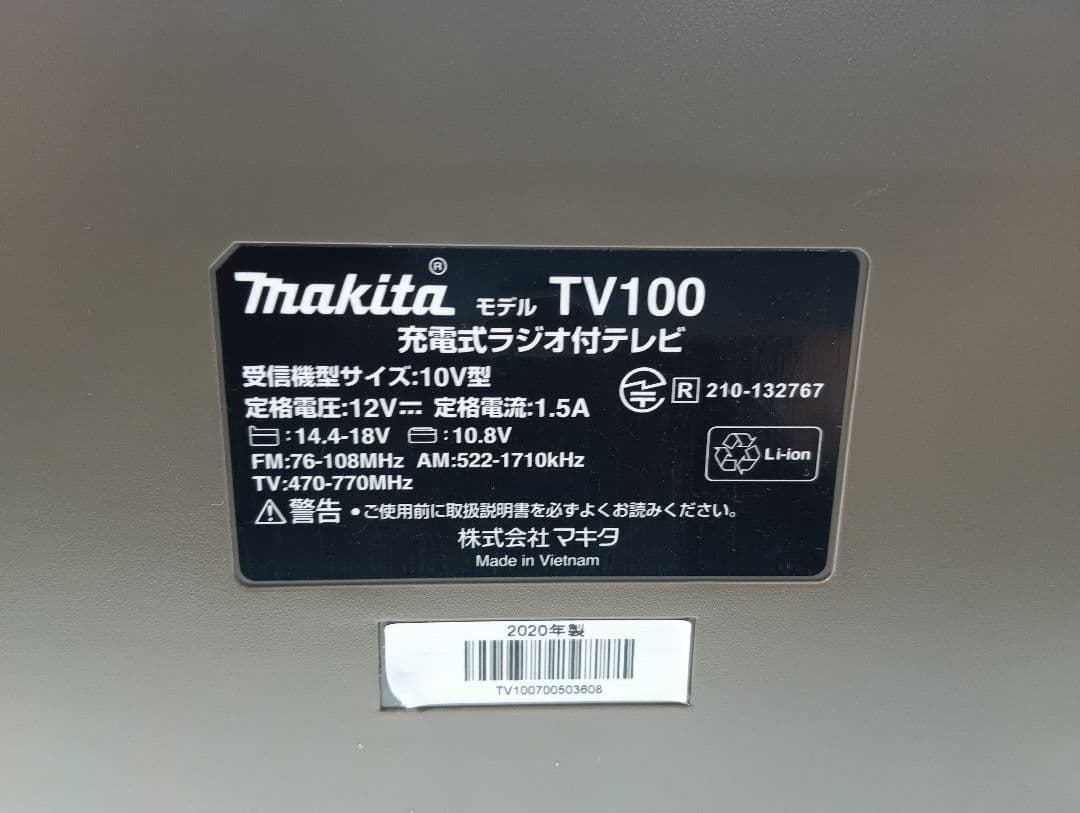 makita® モデル TV100
充電式ラジオ付テレビ
受信機型サイズ:10V型
R 210-132767
定格電圧:12V⎓ 定格電流:1.5A
:14.4-18V :10.8V
Li-ion
FM:76-108MHz AM:522-1710kHz
TV:470-770MHz
⚠警告 •ご使用前に取扱説明書を必ずよくお読みください。
株式会社マキタ
Made in Vietnam
2020年製
TV100700503608